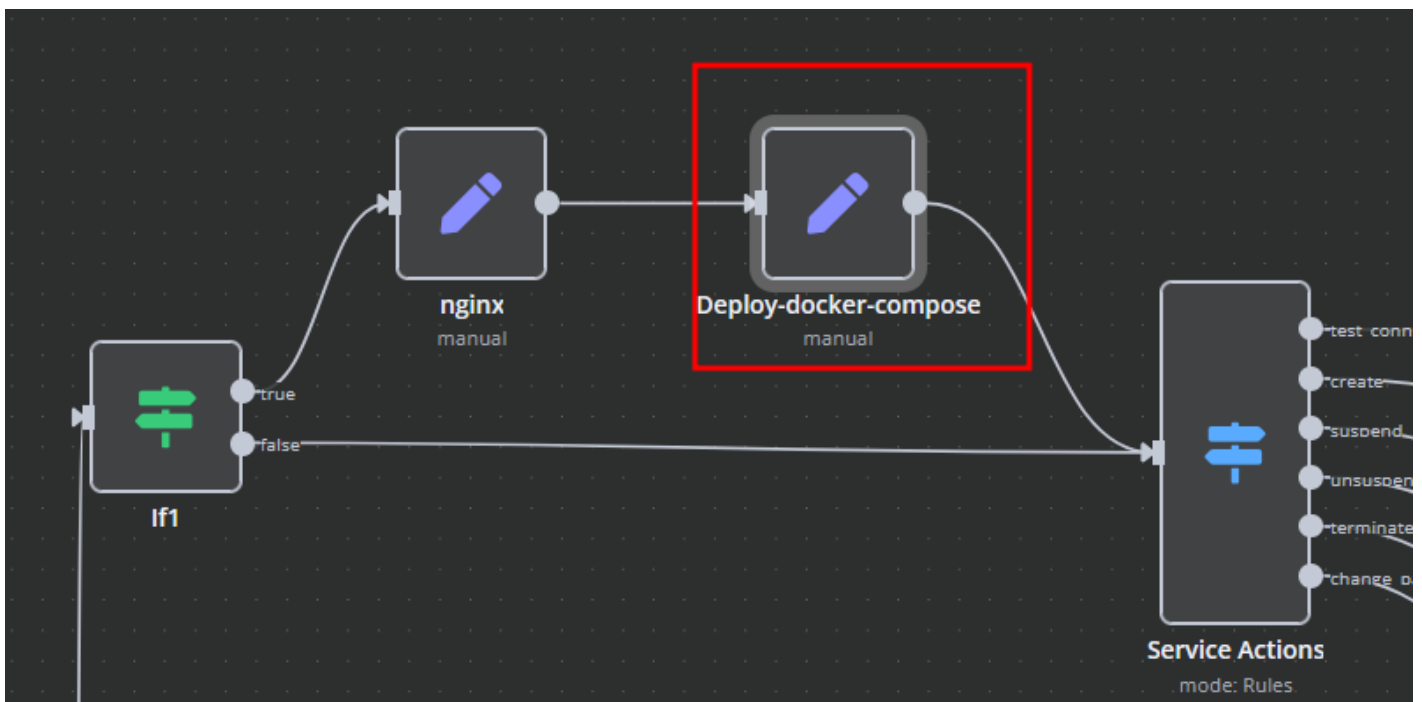 nginx
manual
Deploy-docker-compose
manual
If1
true
false
test conn
create
suspend
unsuspen
terminate
change
Service Actions
mode: Rules